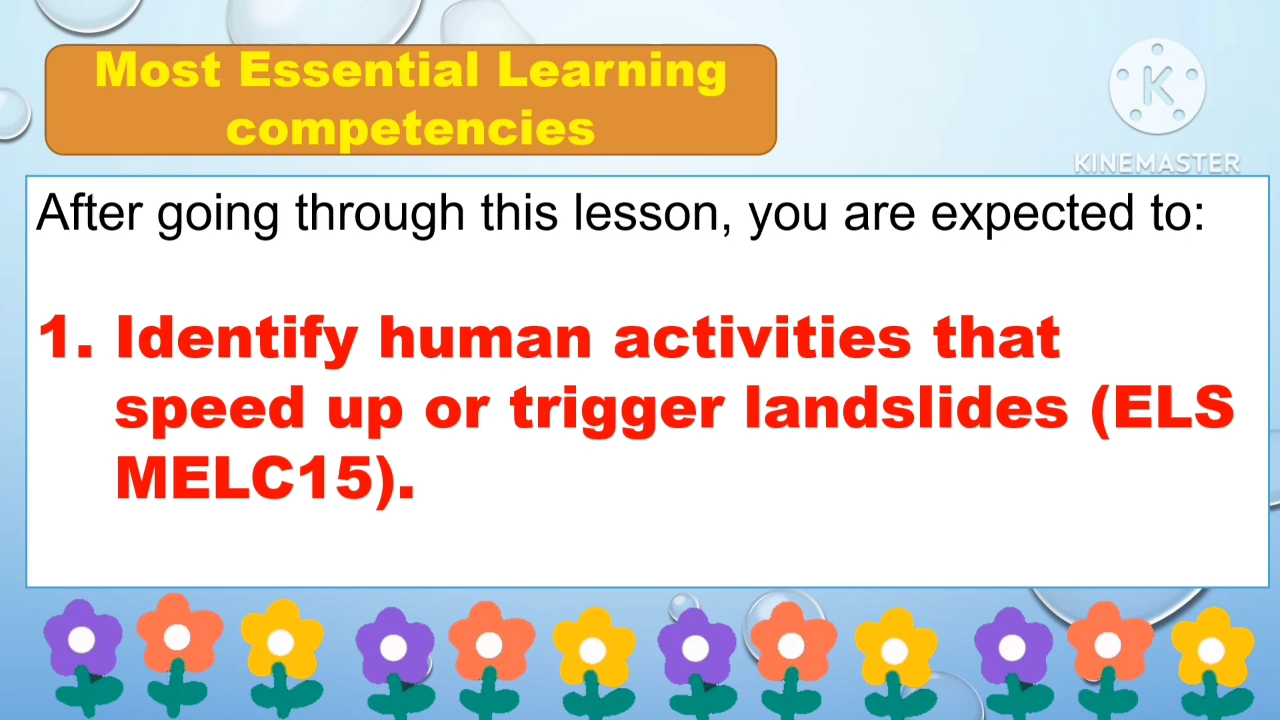 Most Essential Learning
competencies
K
KINEMASTER
After going through this lesson, you are expected to:
1. Identify human activities that
speed up or trigger landslides (ELS
MELC15).